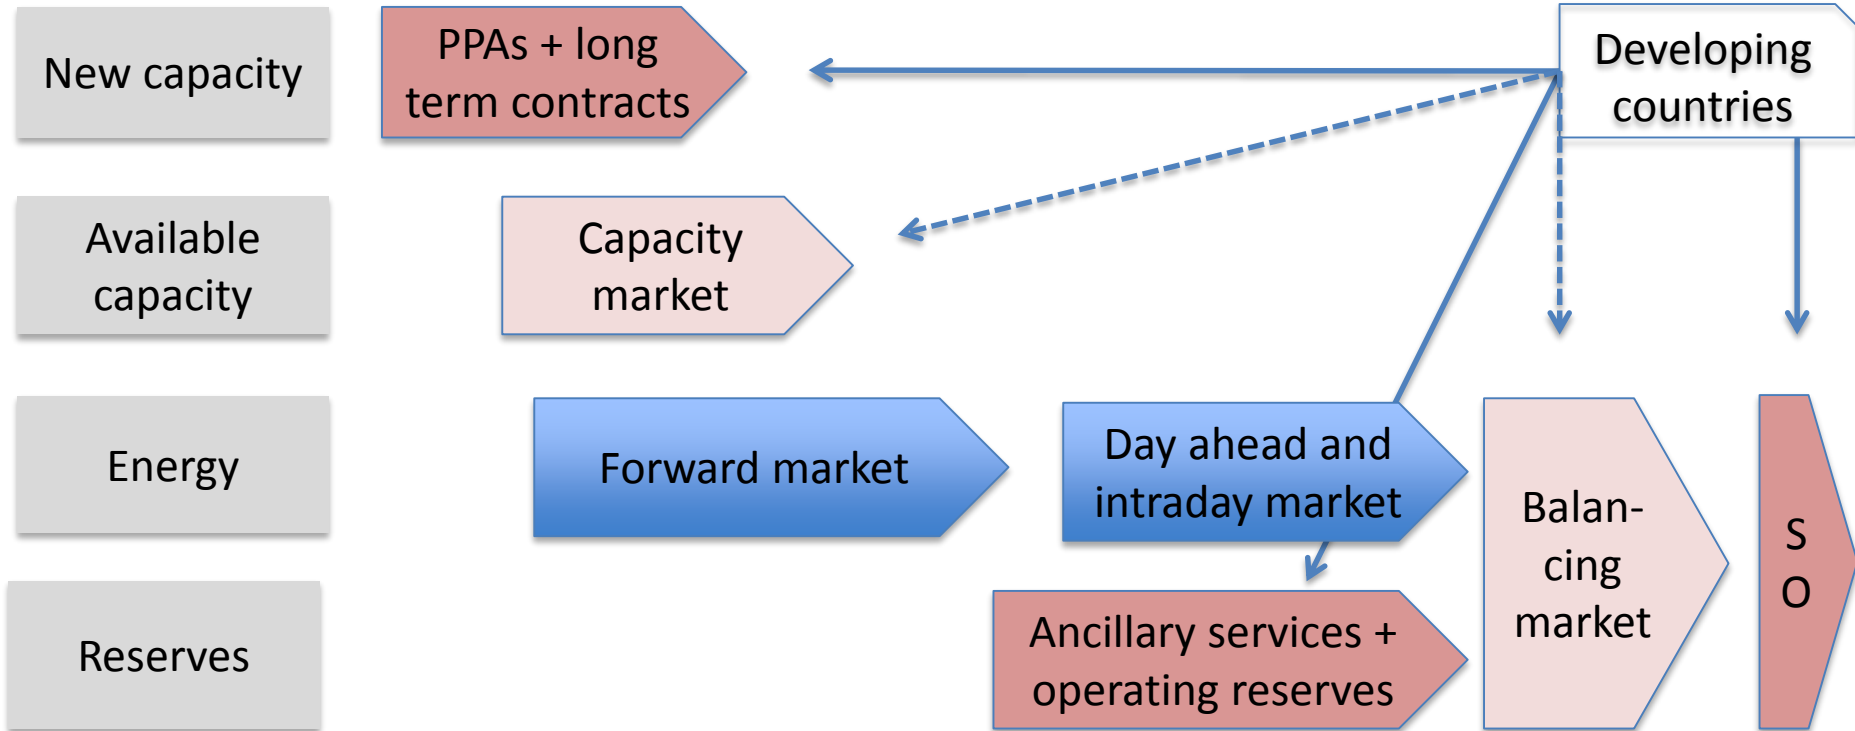 New capacity
PPAs + long
term contracts
Developing
countries
Available
capacity
Capacity
market
Energy
Forward market
Day ahead and
intraday market
Balan-
cing
market
S
O
Reserves
Ancillary services +
operating reserves